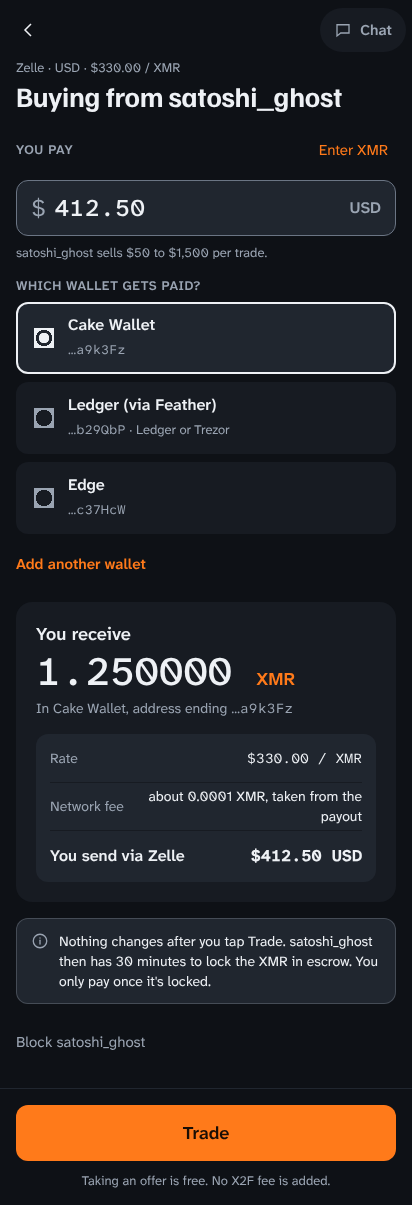 Chat
Zelle · USD · $330.00 / XMR
Buying from satoshi_ghost
YOU PAY
Enter XMR
$ 412.50 USD
satoshi_ghost sells $50 to $1,500 per trade.
WHICH WALLET GETS PAID?
Cake Wallet
…a9k3Fz
Ledger (via Feather)
…b29QbP · Ledger or Trezor
Edge
…c37HcW
Add another wallet
You receive
1.250000 XMR
In Cake Wallet, address ending …a9k3Fz
Rate $330.00 / XMR
Network fee about 0.0001 XMR, taken from the
payout
You send via Zelle $412.50 USD
Nothing changes after you tap Trade. satoshi_ghost
then has 30 minutes to lock the XMR in escrow. You
only pay once it's locked.
Block satoshi_ghost
Trade
Taking an offer is free. No X2F fee is added.